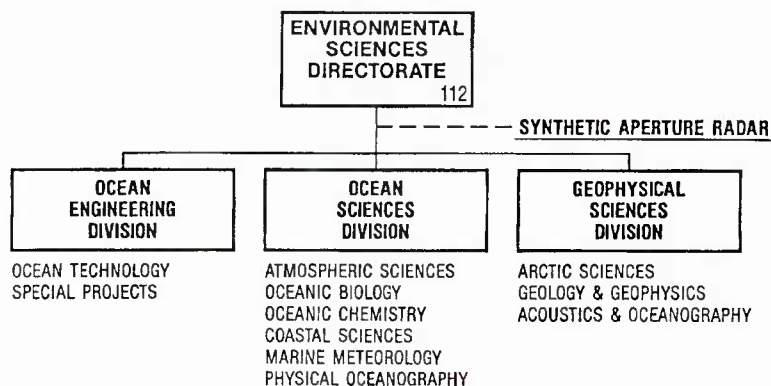 ENVIRONMENTAL
SCIENCES
DIRECTORATE
112
SYNTHETIC APERTURE RADAR
OCEAN
ENGINEERING
DIVISION
OCEAN TECHNOLOGY
SPECIAL PROJECTS
OCEAN
SCIENCES
DIVISION
ATMOSPHERIC SCIENCES
OCEANIC BIOLOGY
OCEANIC CHEMISTRY
COASTAL SCIENCES
MARINE METEOROLOGY
PHYSICAL OCEANOGRAPHY
GEOPHYSICAL
SCIENCES
DIVISION
ARCTIC SCIENCES
GEOLOGY & GEOPHYSICS
ACOUSTICS & OCEANOGRAPHY